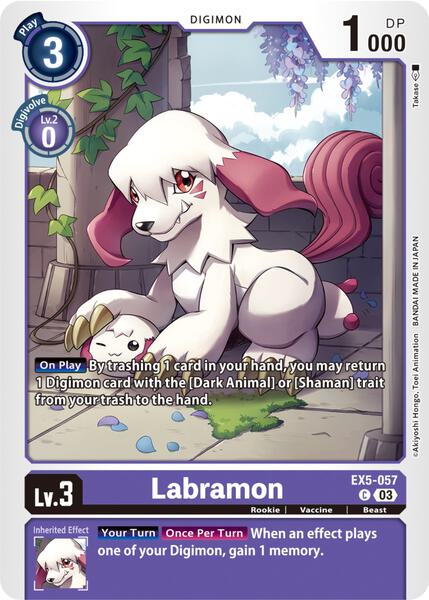 DIGIMON
Play
3
DP
1000
Digivolve
Lv.2
0
Takase
©Akiyoshi Hongo, Toei Animation BANDAI MADE IN JAPAN
On Play By trashing 1 card in your hand, you may return
1 Digimon card with the [Dark Animal] or [Shaman] trait
from your trash to the hand.
EX5-057
Lv.3 Labramon C 03
Rookie | Vaccine | Beast
Inherited Effect
Your Turn Once Per Turn When an effect plays
one of your Digimon, gain 1 memory.